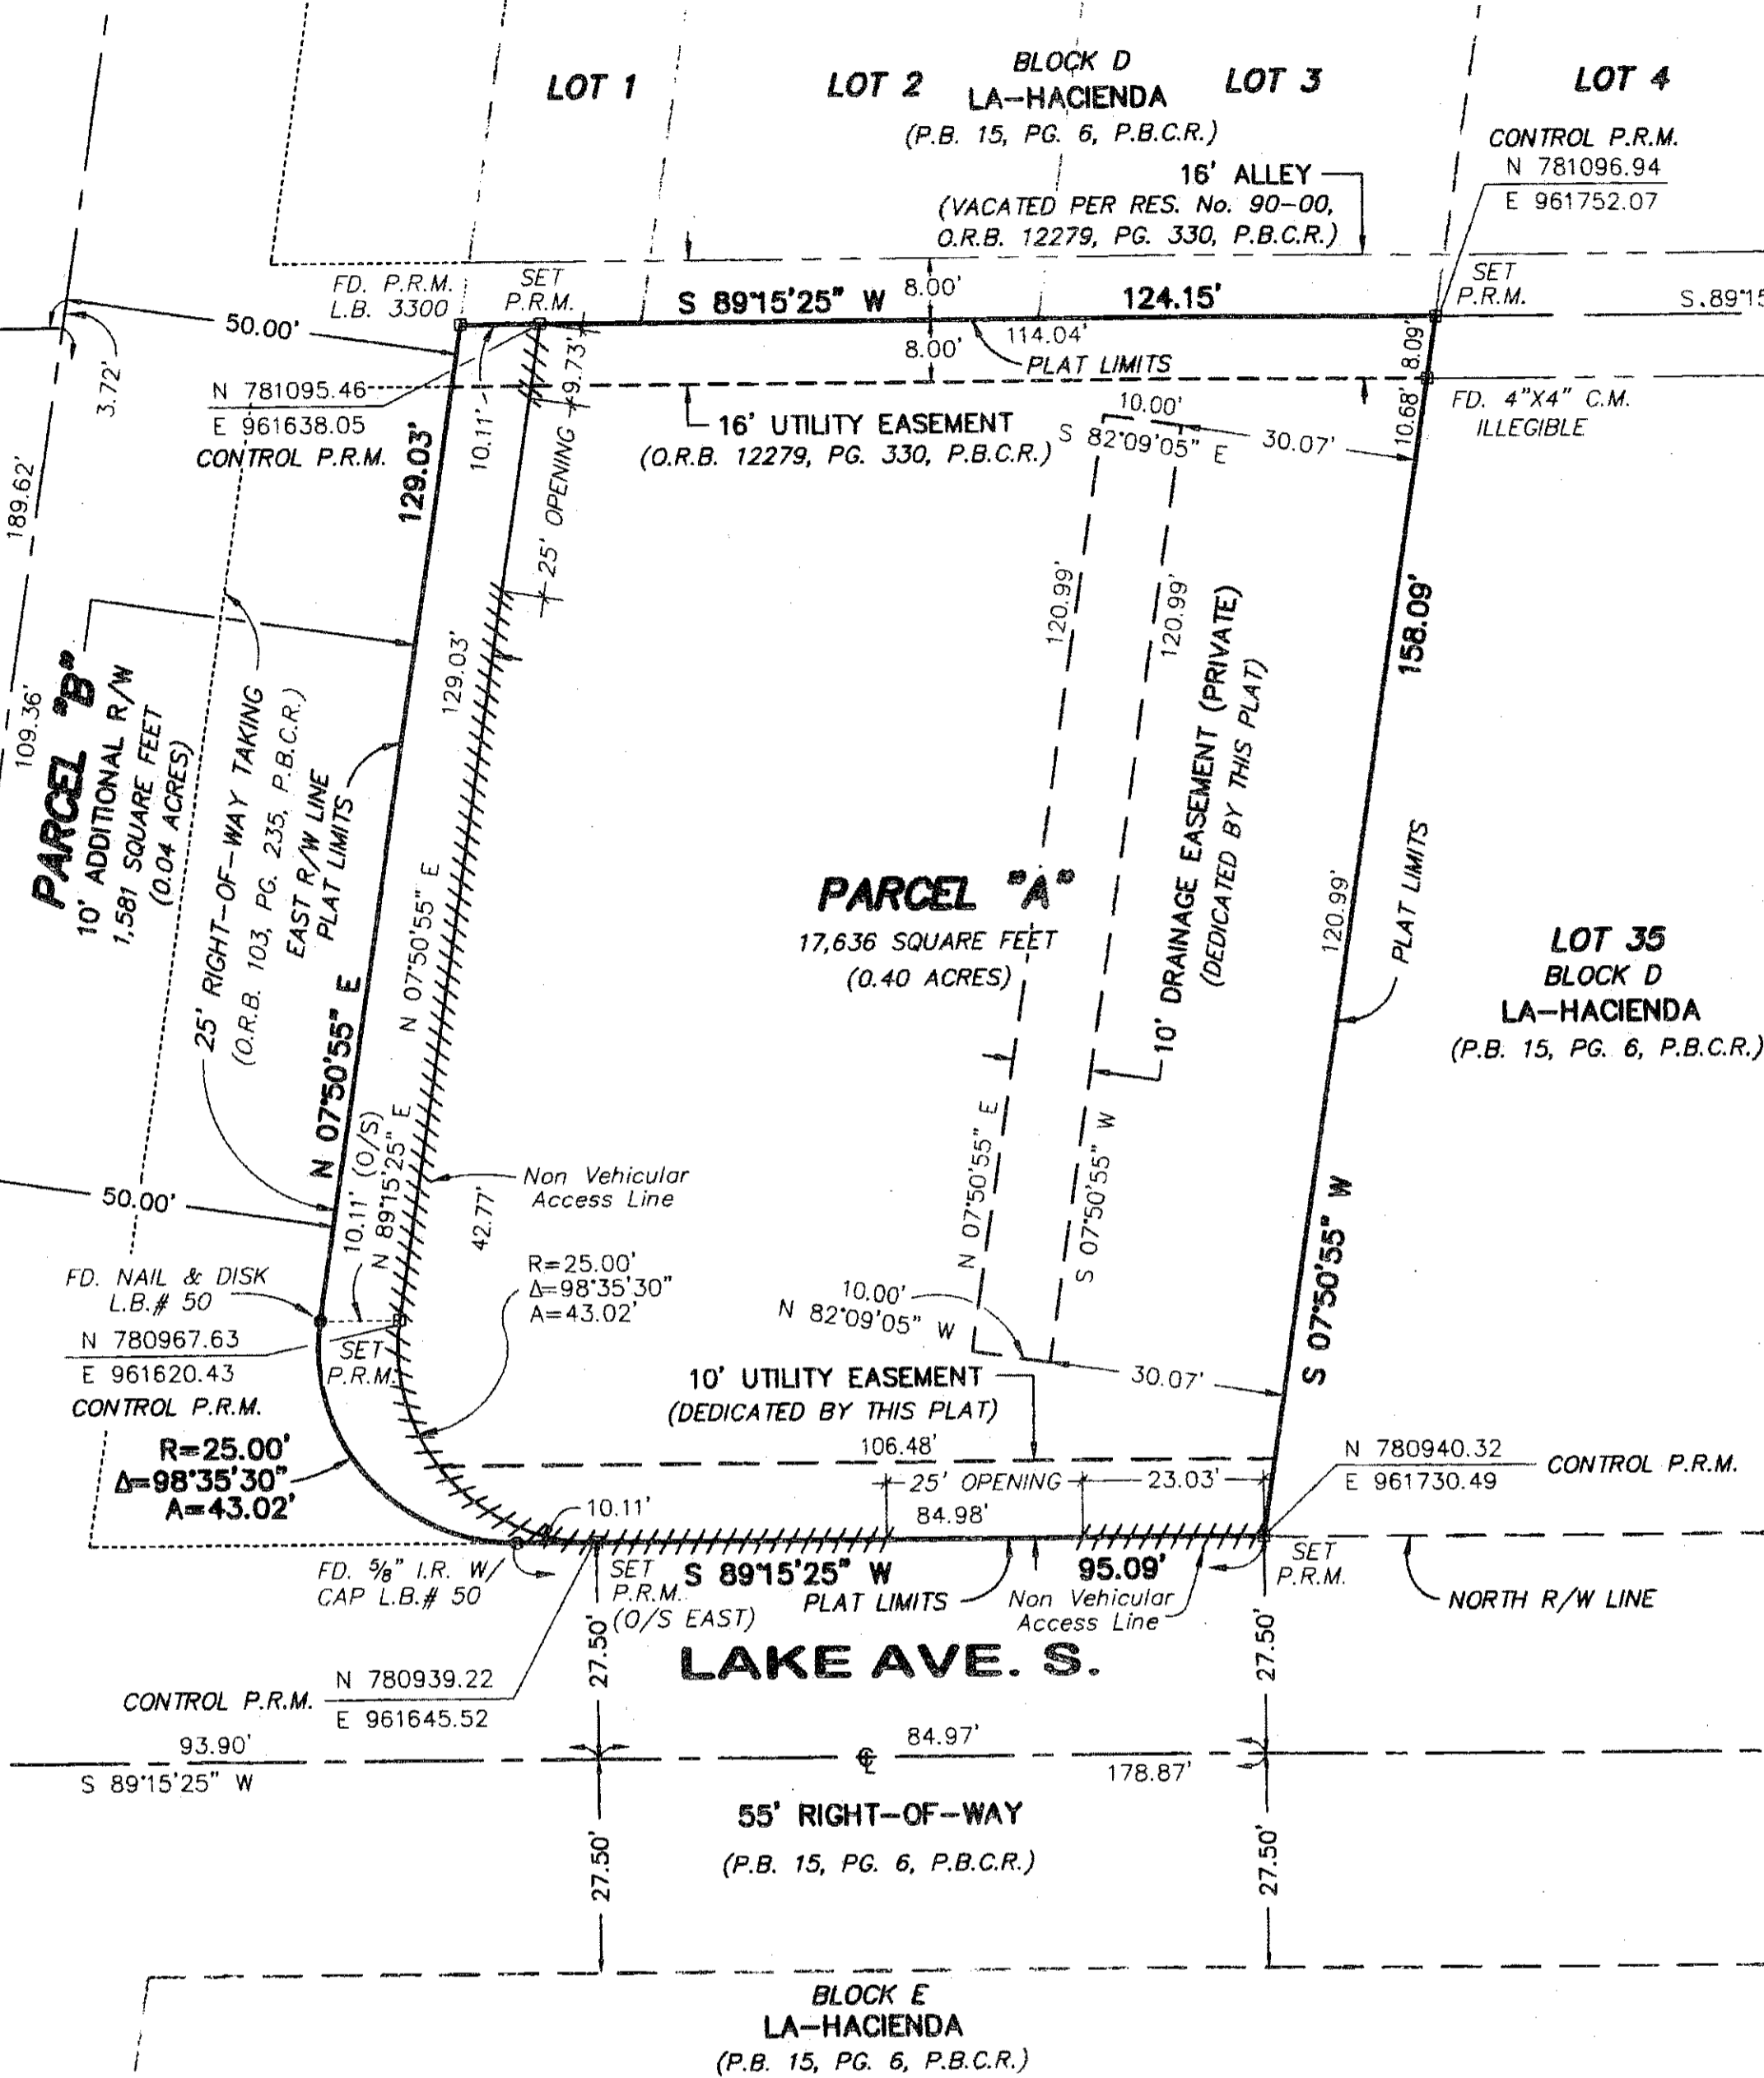 LOT 1
LOT 2
BLOCK D
LA-HACIENDA
(P.B. 15, PG. 6, P.B.C.R.)
LOT 3
LOT 4
CONTROL P.R.M.
N 781096.94
E 961752.07
16' ALLEY
(VACATED PER RES. No. 90-00,
O.R.B. 12279, PG. 330, P.B.C.R.)
FD. P.R.M.
L.B. 3300
SET
P.R.M.
S 89°15'25" W
8.00'
124.15'
SET
P.R.M.
S.89°15
50.00'
3.72'
9.73'
8.00'
114.04'
PLAT LIMITS
8.09'
N 781095.46
E 961638.05
CONTROL P.R.M.
10.11'
16' UTILITY EASEMENT
(O.R.B. 12279, PG. 330, P.B.C.R.)
10.00'
S 82°09'05" E
30.07'
10.68'
FD. 4"X4" C.M.
ILLEGIBLE
189.62'
109.36'
129.03'
25' OPENING
129.03'
120.99'
120.99'
158.09'
PARCEL "B"
10' ADDITIONAL R/W
1,581 SQUARE FEET
(0.04 ACRES)
25' RIGHT-OF-WAY TAKING
(O.R.B. 103, PG. 235, P.B.C.R.)
EAST R/W LINE
PLAT LIMITS
N 07°50'55" E
N 07°50'55" E
PARCEL "A"
17,636 SQUARE FEET
(0.40 ACRES)
10' DRAINAGE EASEMENT (PRIVATE)
(DEDICATED BY THIS PLAT)
120.99'
PLAT LIMITS
LOT 35
BLOCK D
LA-HACIENDA
(P.B. 15, PG. 6, P.B.C.R.)
50.00'
10.11' (O/S)
N 89°15'25" E
Non Vehicular
Access Line
42.77'
N 07°50'55" E
S 07°50'55" W
S 07°50'55" W
FD. NAIL & DISK
L.B.# 50
N 780967.63
E 961620.43
CONTROL P.R.M.
SET
P.R.M.
R=25.00'
Δ=98°35'30"
A=43.02'
10.00'
N 82°09'05" W
30.07'
10' UTILITY EASEMENT
(DEDICATED BY THIS PLAT)
R=25.00'
Δ=98°35'30"
A=43.02'
106.48'
25' OPENING
23.03'
N 780940.32
E 961730.49
CONTROL P.R.M.
10.11'
84.98'
FD. 5/8" I.R. W/
CAP L.B.# 50
SET
P.R.M.
(O/S EAST)
S 89°15'25" W
PLAT LIMITS
95.09'
Non Vehicular
Access Line
SET
P.R.M.
NORTH R/W LINE
27.50'
27.50'
LAKE AVE. S.
CONTROL P.R.M.
N 780939.22
E 961645.52
93.90'
S 89°15'25" W
84.97'
178.87'
55' RIGHT-OF-WAY
(P.B. 15, PG. 6, P.B.C.R.)
27.50'
27.50'
BLOCK E
LA-HACIENDA
(P.B. 15, PG. 6, P.B.C.R.)